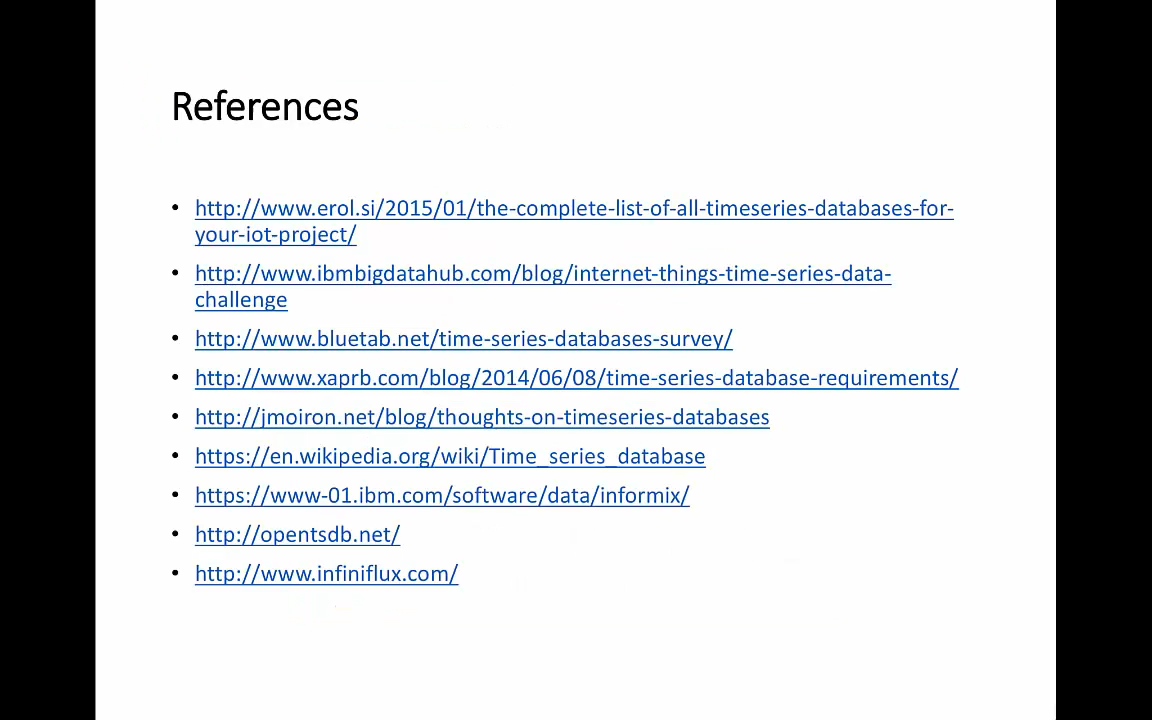 References
• http://www.erol.si/2015/01/the-complete-list-of-all-timeseries-databases-for-
your-iot-project/
• http://www.ibmbigdatahub.com/blog/internet-things-time-series-data-
challenge
• http://www.bluetab.net/time-series-databases-survey/
• http://www.xaprb.com/blog/2014/06/08/time-series-database-requirements/
• http://jmoiron.net/blog/thoughts-on-timeseries-databases
• https://en.wikipedia.org/wiki/Time_series_database
• https://www-01.ibm.com/software/data/informix/
• http://opentsdb.net/
• http://www.infiniflux.com/